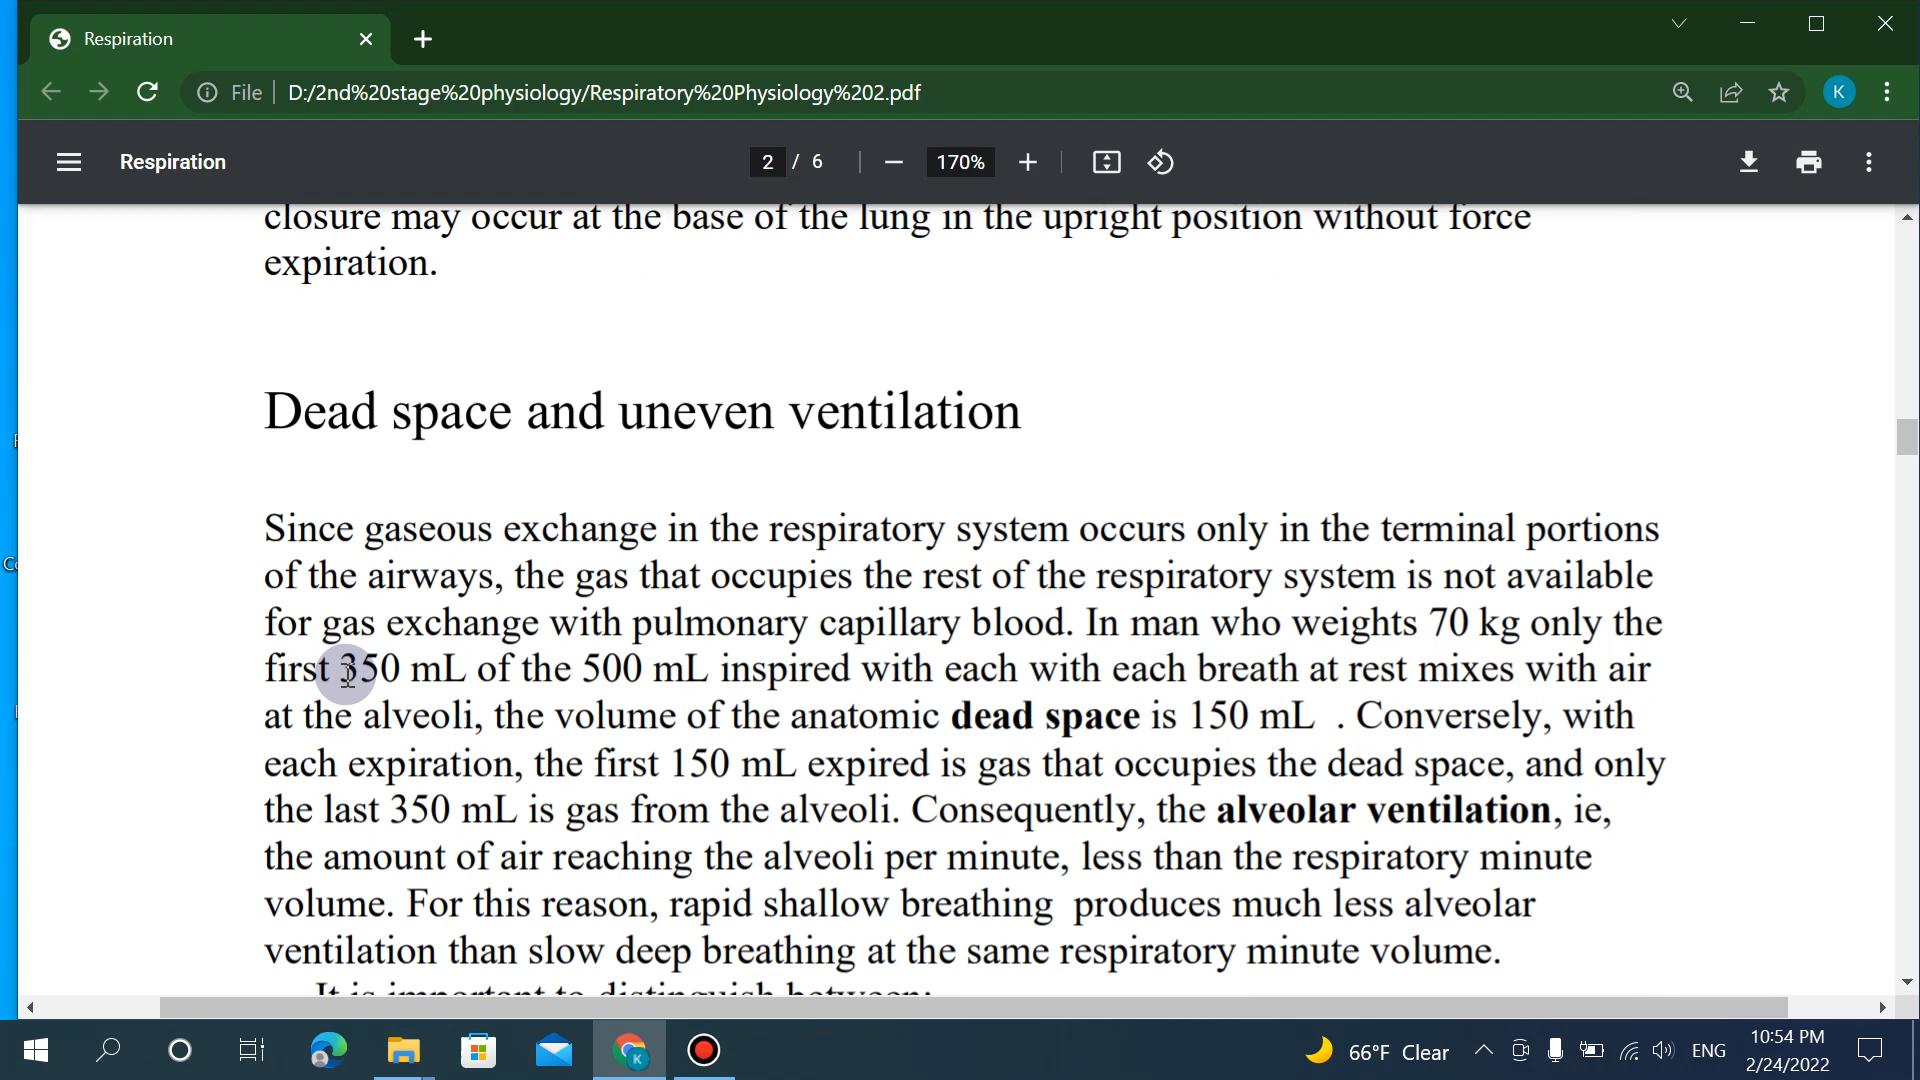 Respiration
File D:/2nd%20stage%20physiology/Respiratory%20Physiology%202.pdf
K
Respiration
2 / 6
170%
closure may occur at the base of the lung in the upright position without force
expiration.
Dead space and uneven ventilation
Since gaseous exchange in the respiratory system occurs only in the terminal portions
of the airways, the gas that occupies the rest of the respiratory system is not available
for gas exchange with pulmonary capillary blood. In man who weights 70 kg only the
first 350 mL of the 500 mL inspired with each with each breath at rest mixes with air
at the alveoli, the volume of the anatomic dead space is 150 mL . Conversely, with
each expiration, the first 150 mL expired is gas that occupies the dead space, and only
the last 350 mL is gas from the alveoli. Consequently, the alveolar ventilation, ie,
the amount of air reaching the alveoli per minute, less than the respiratory minute
volume. For this reason, rapid shallow breathing produces much less alveolar
ventilation than slow deep breathing at the same respiratory minute volume.
It is important to distinguish between:
K
66°F Clear
ENG
10:54 PM
2/24/2022